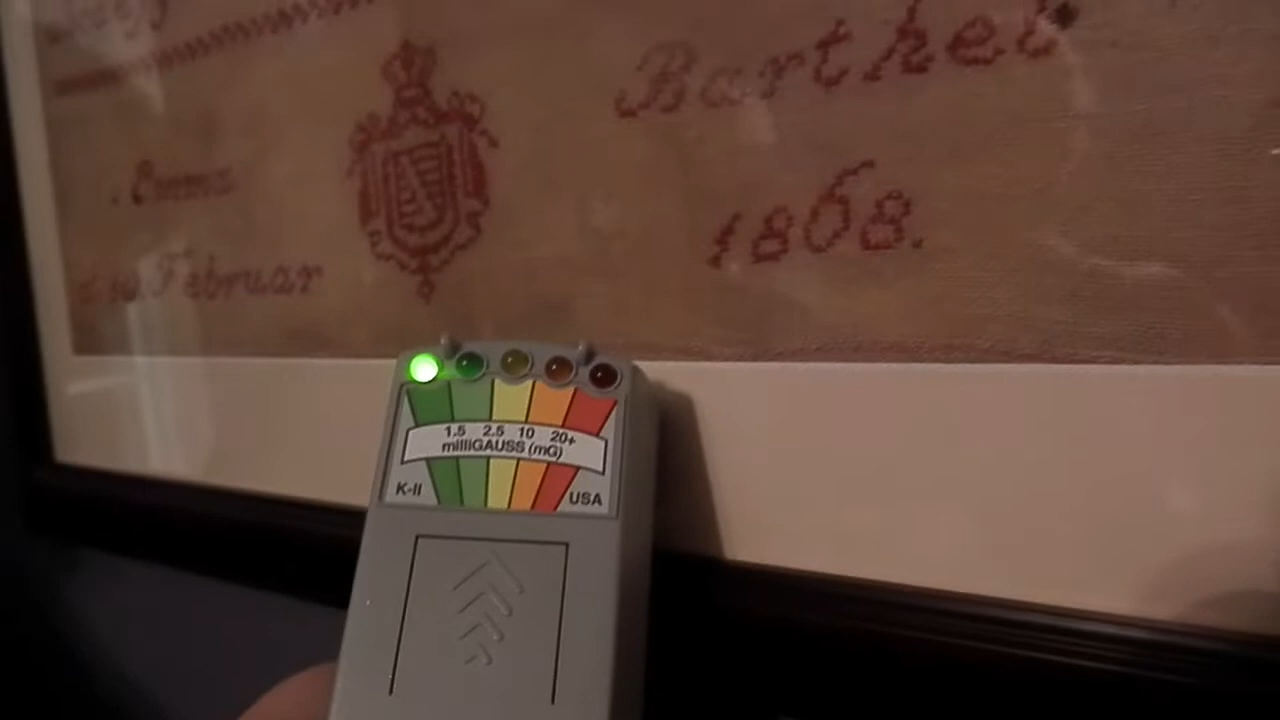 Barthel
1868.
. Emma
Februar
1.5 2.5 10 20+
milliGAUSS (mG)
K-II USA